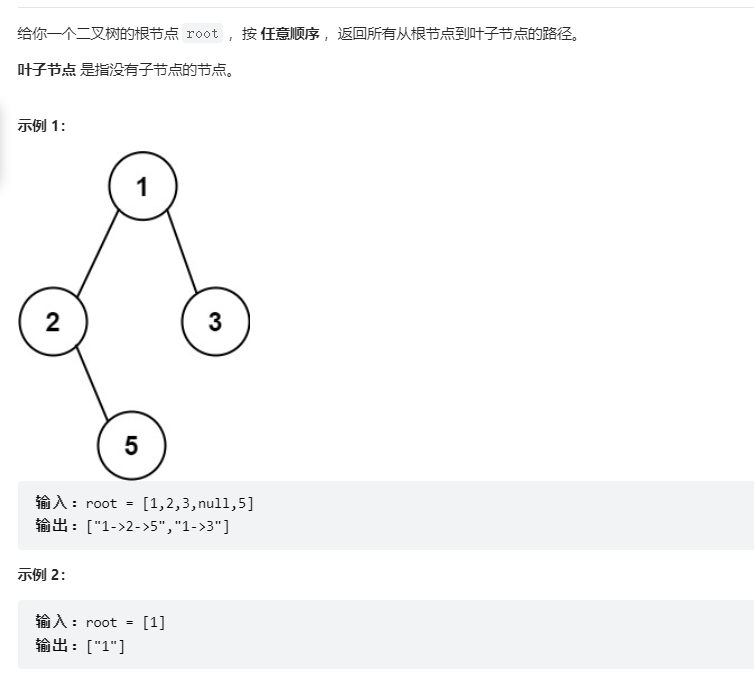 给你一个二叉树的根节点 root ，按 任意顺序 ，返回所有从根节点到叶子节点的路径。
叶子节点 是指没有子节点的节点。
示例 1：
1
2
3
5
输入：root = [1,2,3,null,5]
输出：["1->2->5","1->3"]
示例 2：
输入：root = [1]
输出：["1"]